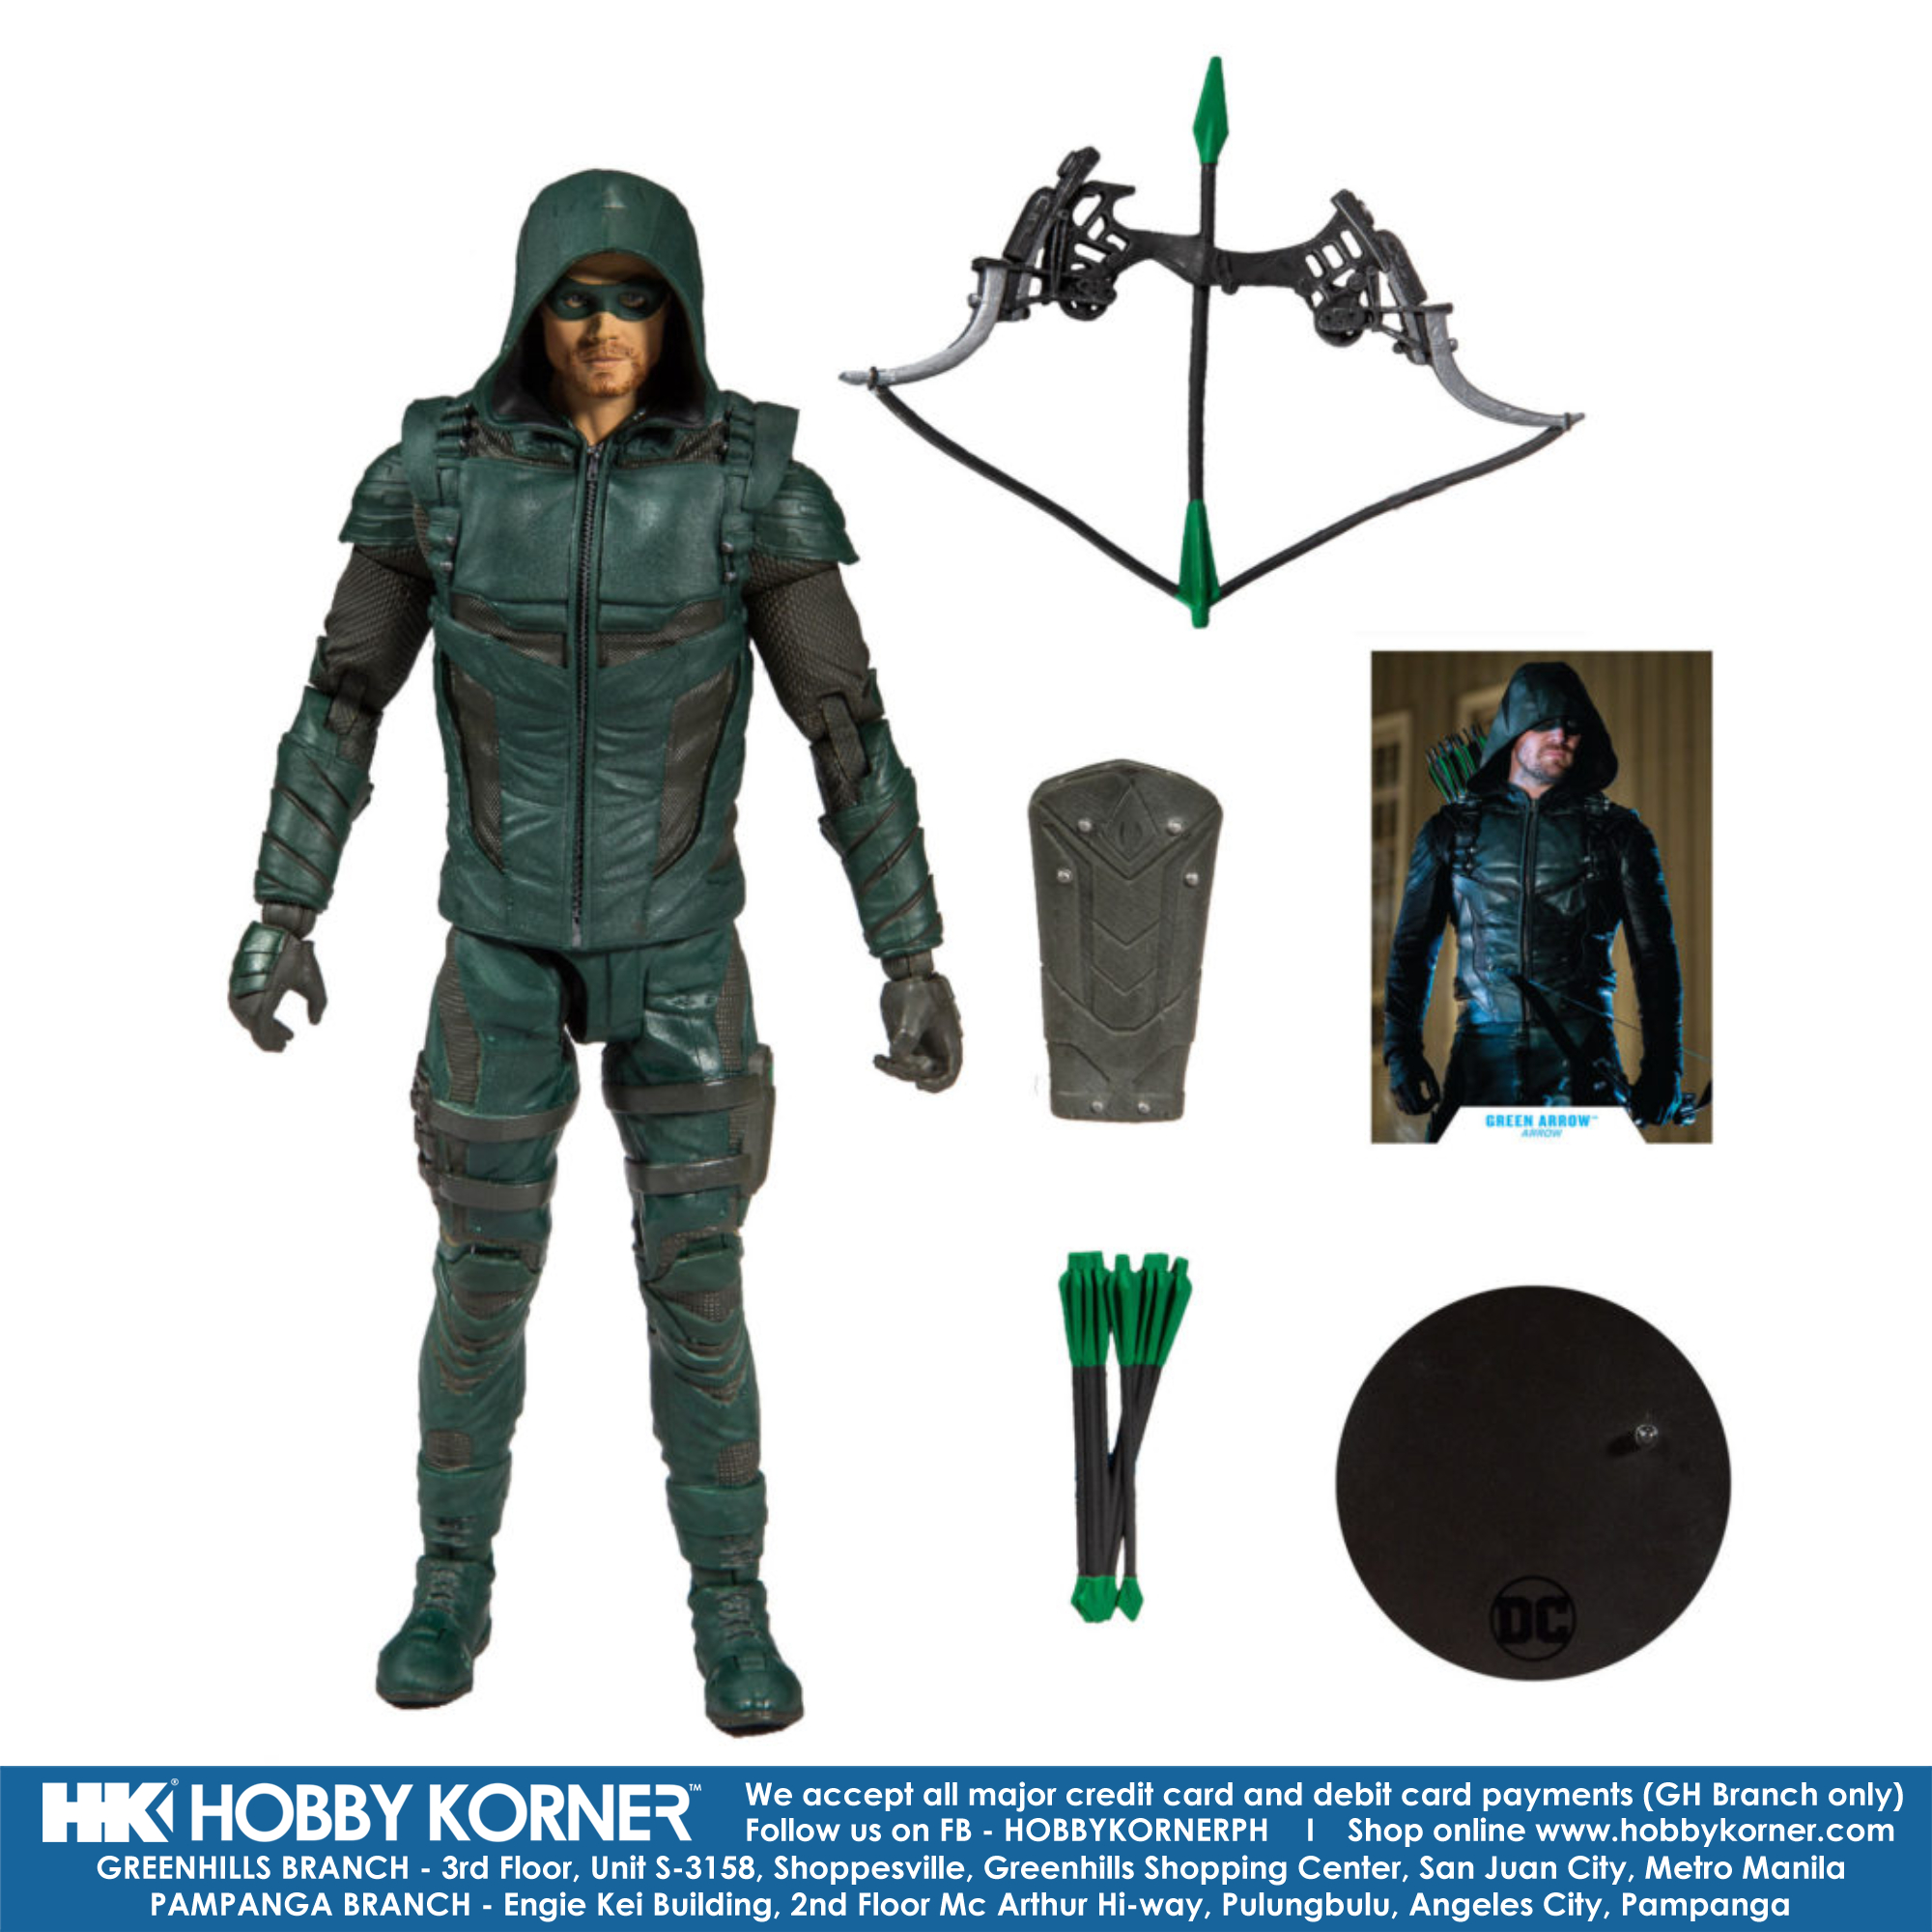 GREEN ARROW™
ARROW
DC
HK® HOBBY KORNER™
We accept all major credit card and debit card payments (GH Branch only)
Follow us on FB - HOBBYKORNERPH I Shop online www.hobbykorner.com
GREENHILLS BRANCH - 3rd Floor, Unit S-3158, Shoppesville, Greenhills Shopping Center, San Juan City, Metro Manila
PAMPANGA BRANCH - Engie Kei Building, 2nd Floor Mc Arthur Hi-way, Pulungbulu, Angeles City, Pampanga